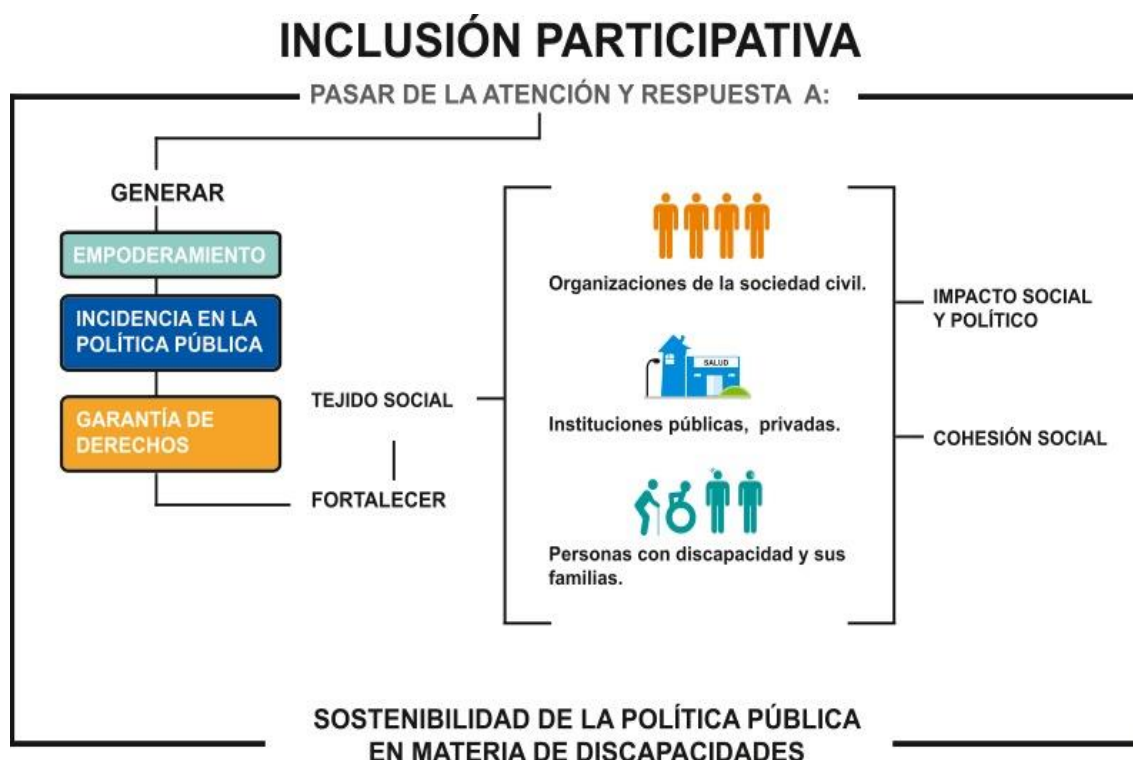 INCLUSIÓN PARTICIPATIVA
PASAR DE LA ATENCIÓN Y RESPUESTA A:
GENERAR
EMPODERAMIENTO
INCIDENCIA EN LA
POLÍTICA PÚBLICA
GARANTÍA DE
DERECHOS
FORTALECER
TEJIDO SOCIAL
Organizaciones de la sociedad civil.
SALUD
Instituciones públicas, privadas.
Personas con discapacidad y sus
familias.
IMPACTO SOCIAL
Y POLÍTICO
COHESIÓN SOCIAL
SOSTENIBILIDAD DE LA POLÍTICA PÚBLICA
EN MATERIA DE DISCAPACIDADES